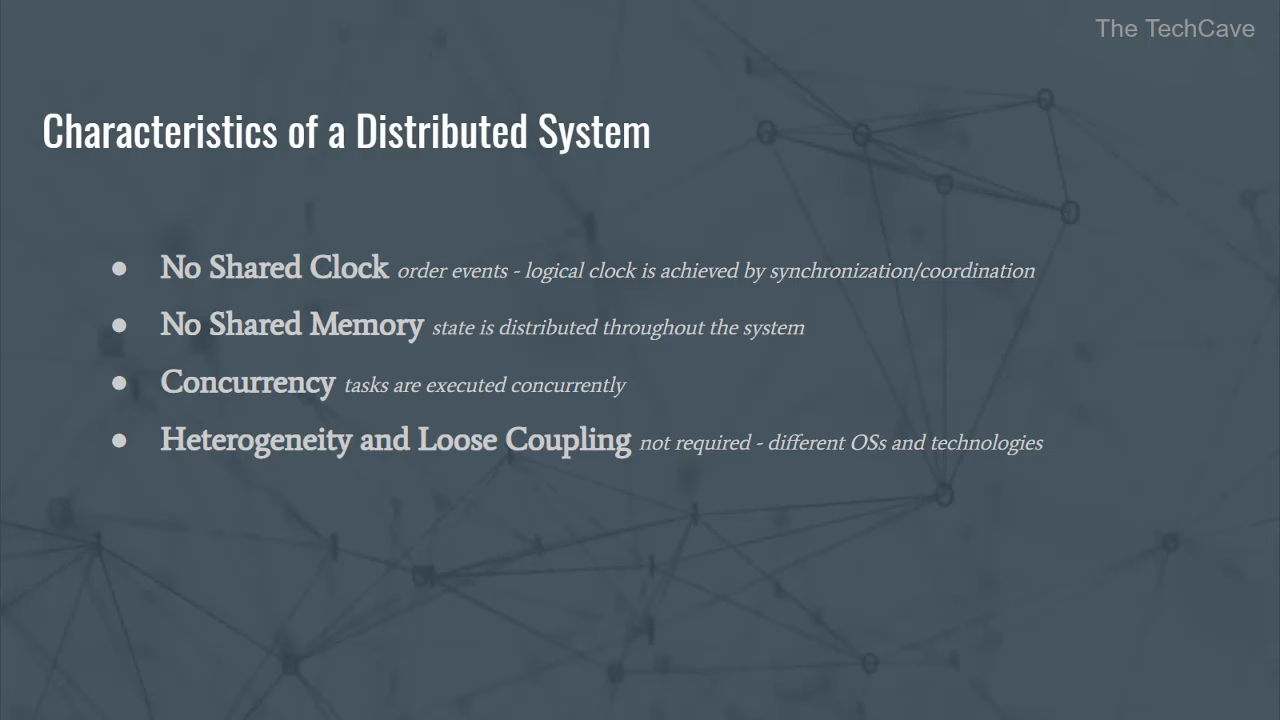 The TechCave
Characteristics of a Distributed System
● No Shared Clock order events - logical clock is achieved by synchronization/coordination
● No Shared Memory state is distributed throughout the system
● Concurrency tasks are executed concurrently
● Heterogeneity and Loose Coupling not required - different OSs and technologies